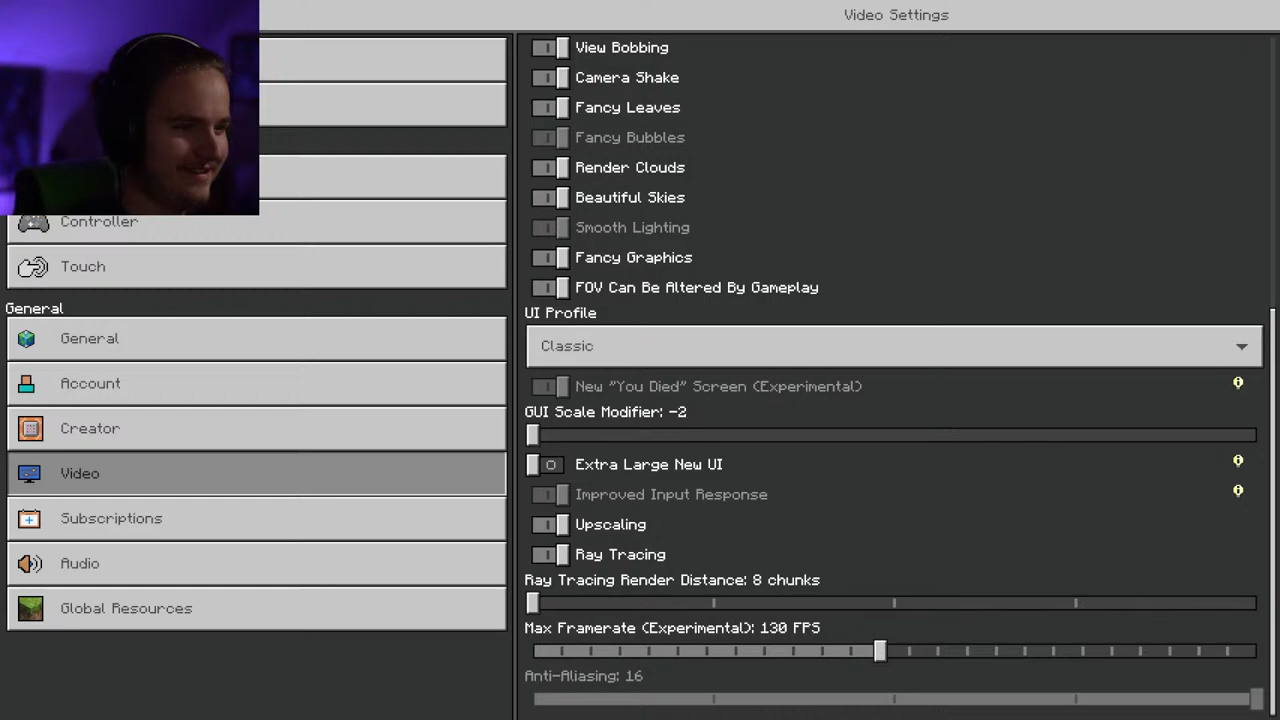 Video Settings
View Bobbing
Camera Shake
Fancy Leaves
Fancy Bubbles
Render Clouds
Beautiful Skies
Smooth Lighting
Fancy Graphics
FOV Can Be Altered By Gameplay
UI Profile
Classic
New "You Died" Screen (Experimental)
GUI Scale Modifier: -2
Extra Large New UI
Improved Input Response
Upscaling
Ray Tracing
Ray Tracing Render Distance: 8 chunks
Max Framerate (Experimental): 130 FPS
Anti-Aliasing: 16
Controller
Touch
General
General
Account
Creator
Video
Subscriptions
Audio
Global Resources